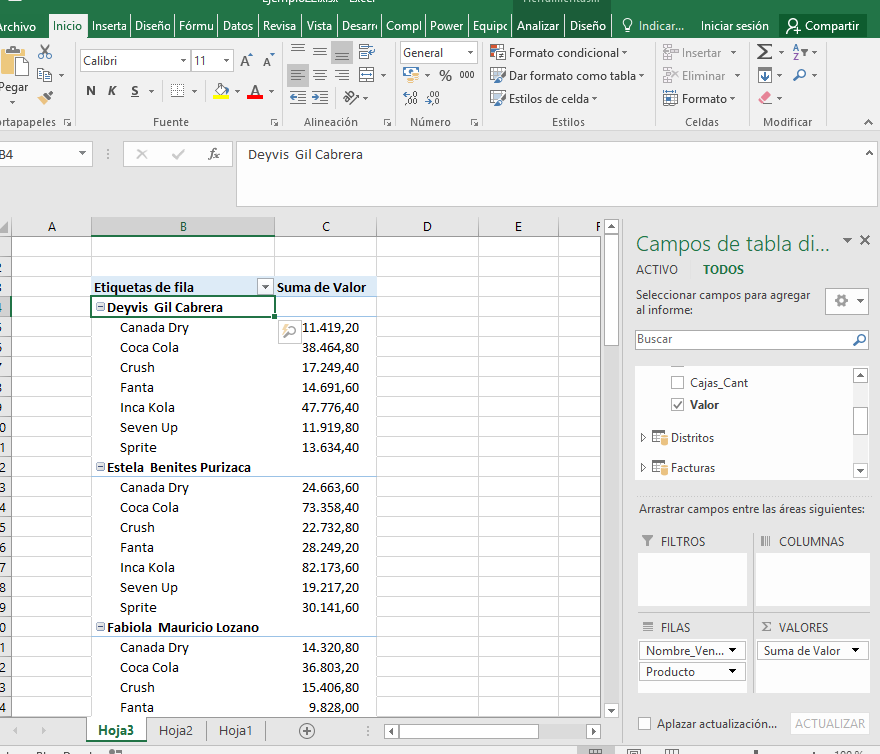 Ejemplo2.xlsx - Excel
Herramientas...
Archivo Inicio Inserta Diseño Fórmu Datos Revisa Vista Desarr Compl Power Equipc Analizar Diseño Indicar... Iniciar sesión Compartir
Pegar
Calibri 11
N K S
General
% 000
Formato condicional
Dar formato como tabla
Estilos de celda
Insertar
Eliminar
Formato
rtapapeles Fuente Alineación Número Estilos Celdas Modificar
B4 fx Deyvis Gil Cabrera
A B C D E F
Etiquetas de fila Suma de Valor
Deyvis Gil Cabrera
Canada Dry 11.419,20
Coca Cola 38.464,80
Crush 17.249,40
Fanta 14.691,60
Inca Kola 47.776,40
Seven Up 11.919,80
Sprite 13.634,40
Estela Benites Purizaca
Canada Dry 24.663,60
Coca Cola 73.358,40
Crush 22.732,80
Fanta 28.249,20
Inca Kola 82.173,60
Seven Up 19.217,20
Sprite 30.141,60
Fabiola Mauricio Lozano
Canada Dry 14.320,80
Coca Cola 36.803,20
Crush 15.406,80
Fanta 9.828,00
Hoja3 Hoja2 Hoja1
Campos de tabla di...
ACTIVO TODOS
Seleccionar campos para agregar
al informe:
Buscar
Cajas_Cant
Valor
Distritos
Facturas
Arrastrar campos entre las áreas siguientes:
FILTROS COLUMNAS
FILAS VALORES
Nombre_Ven... Suma de Valor
Producto
Aplazar actualización... ACTUALIZAR